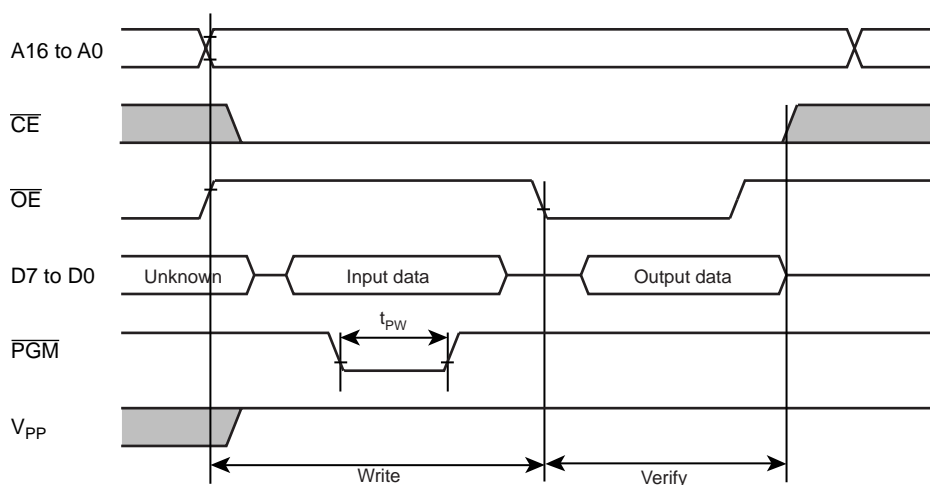 A16 to A0
CE
OE
D7 to D0 Unknown Input data Output data
tPW
PGM
VPP
Write Verify